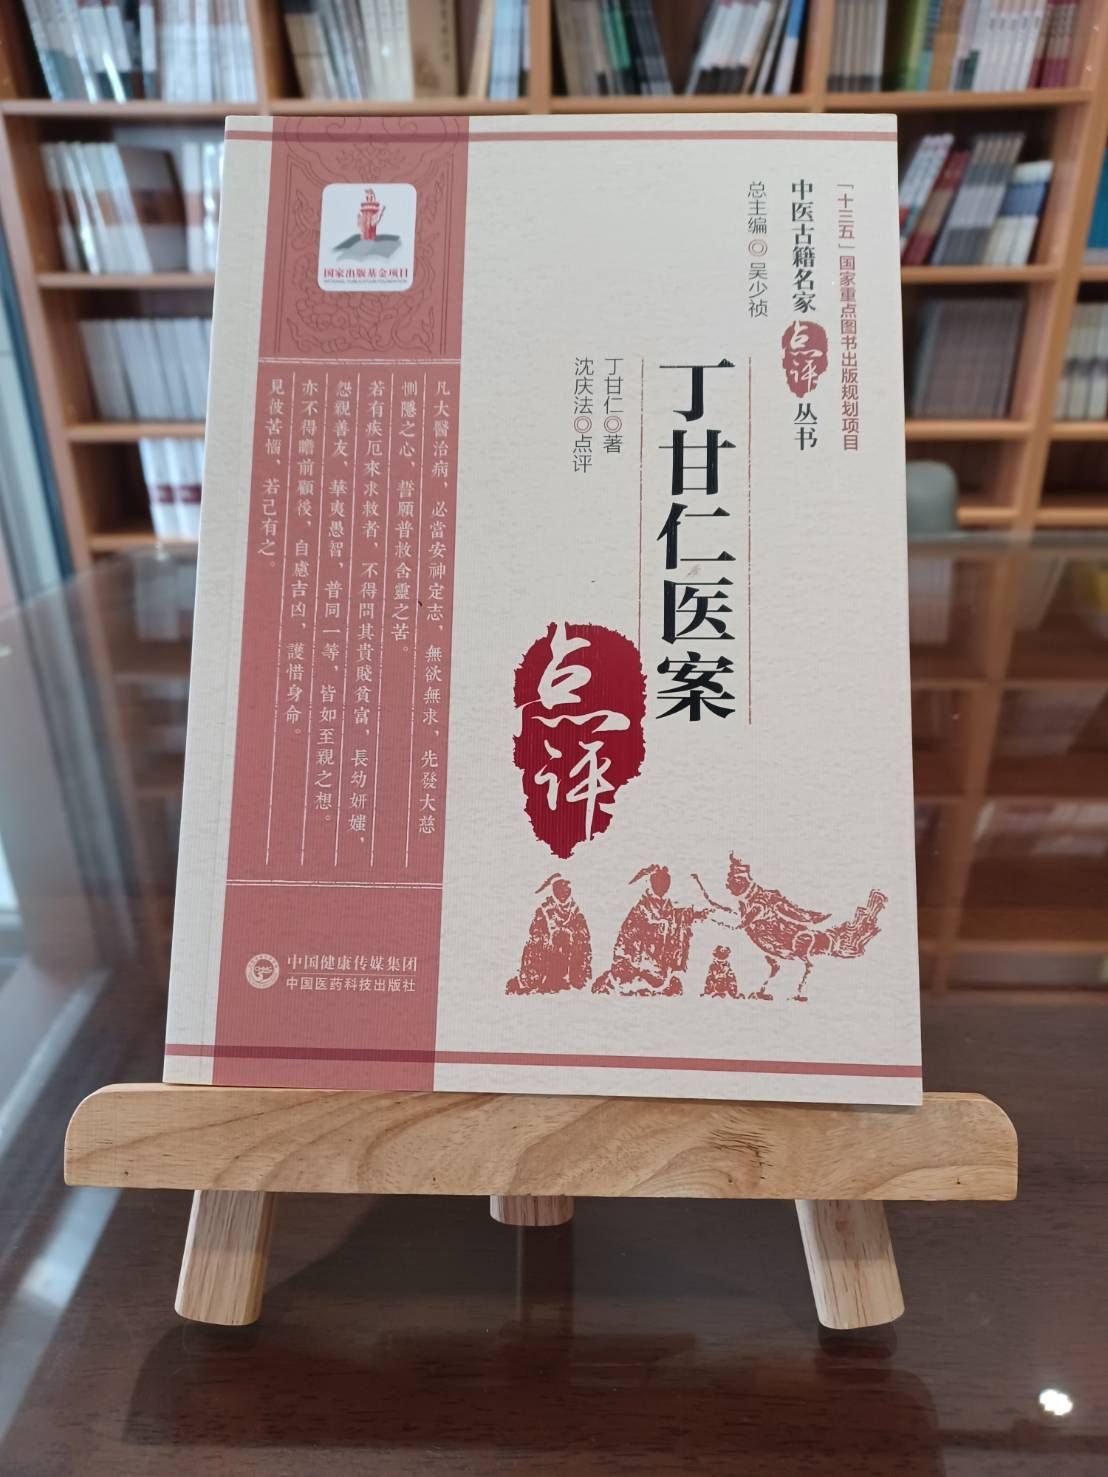 「十三五」国家重点图书出版规划项目
中医古籍名家点评丛书
总主编◎吴少祯
丁甘仁医案
点评
丁甘仁◎著
沈庆法◎点评
国家出版基金项目
NATIONAL PUBLICATION FOUNDATION
凡大醫治病，必當安神定志，無欲無求，先發大慈
惻隱之心，誓願普救含靈之苦。
若有疾厄來求救者，不得問其貴賤貧富，長幼妍媸，
怨親善友，華夷愚智，普同一等，皆如至親之想。
亦不得瞻前顧後，自慮吉凶，護惜身命。
見彼苦惱，若己有之。
中国健康传媒集团
中国医药科技出版社